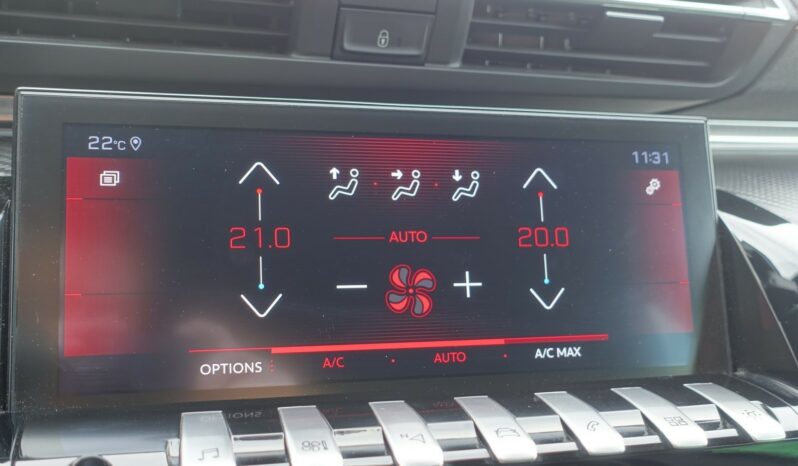 22°C
11:31
21.0
AUTO
20.0
OPTIONS
A/C
AUTO
A/C MAX